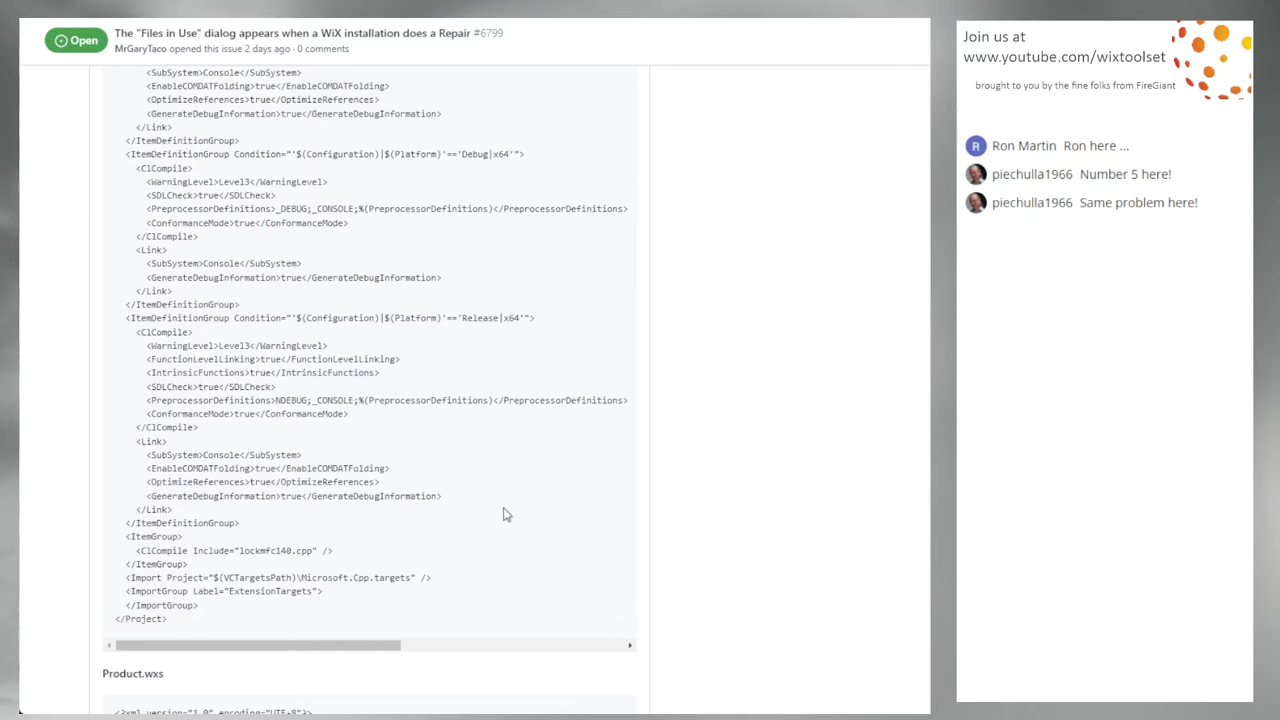 Open
The "Files in Use" dialog appears when a WiX installation does a Repair #6799
MrGaryTaco opened this issue 2 days ago · 0 comments
<SubSystem>Console</SubSystem>
<EnableCOMDATFolding>true</EnableCOMDATFolding>
<OptimizeReferences>true</OptimizeReferences>
<GenerateDebugInformation>true</GenerateDebugInformation>
</Link>
</ItemDefinitionGroup>
<ItemDefinitionGroup Condition="'$(Configuration)|$(Platform)'=='Debug|x64'">
<ClCompile>
<WarningLevel>Level3</WarningLevel>
<SDLCheck>true</SDLCheck>
<PreprocessorDefinitions>_DEBUG;_CONSOLE;%(PreprocessorDefinitions)</PreprocessorDefinitions>
<ConformanceMode>true</ConformanceMode>
</ClCompile>
<Link>
<SubSystem>Console</SubSystem>
<GenerateDebugInformation>true</GenerateDebugInformation>
</Link>
</ItemDefinitionGroup>
<ItemDefinitionGroup Condition="'$(Configuration)|$(Platform)'=='Release|x64'">
<ClCompile>
<WarningLevel>Level3</WarningLevel>
<FunctionLevelLinking>true</FunctionLevelLinking>
<IntrinsicFunctions>true</IntrinsicFunctions>
<SDLCheck>true</SDLCheck>
<PreprocessorDefinitions>NDEBUG;_CONSOLE;%(PreprocessorDefinitions)</PreprocessorDefinitions>
<ConformanceMode>true</ConformanceMode>
</ClCompile>
<Link>
<SubSystem>Console</SubSystem>
<EnableCOMDATFolding>true</EnableCOMDATFolding>
<OptimizeReferences>true</OptimizeReferences>
<GenerateDebugInformation>true</GenerateDebugInformation>
</Link>
</ItemDefinitionGroup>
<ItemGroup>
<ClCompile Include="lockmfc140.cpp" />
</ItemGroup>
<Import Project="$(VCTargetsPath)\Microsoft.Cpp.targets" />
<ImportGroup Label="ExtensionTargets">
</ImportGroup>
</Project>
Product.wxs
<?xml version="1.0" encoding="UTF-8"?>
Join us at
www.youtube.com/wixtoolset
brought to you by the fine folks from FireGiant
R Ron Martin Ron here ...
piechulla1966 Number 5 here!
piechulla1966 Same problem here!